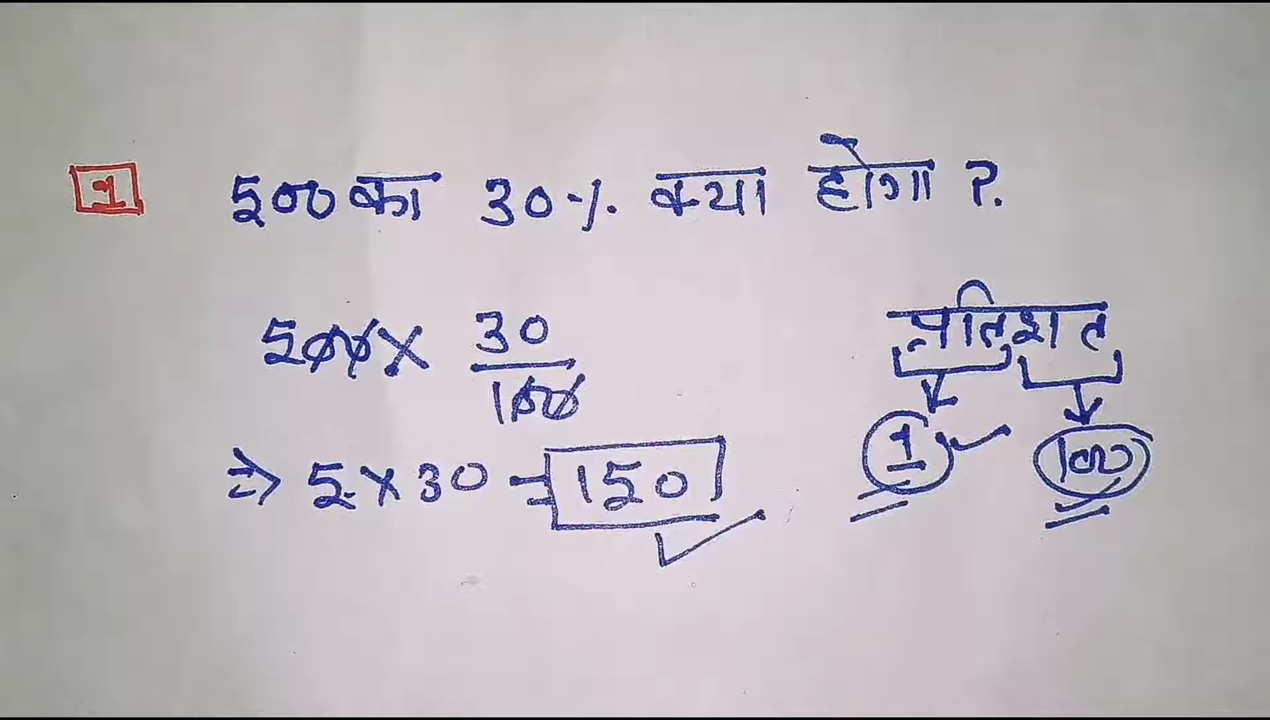 1 500 का 30% क्या होगा ?
500 × 30/100
⇒ 5 × 30 = 150
प्रतिशत
1 100